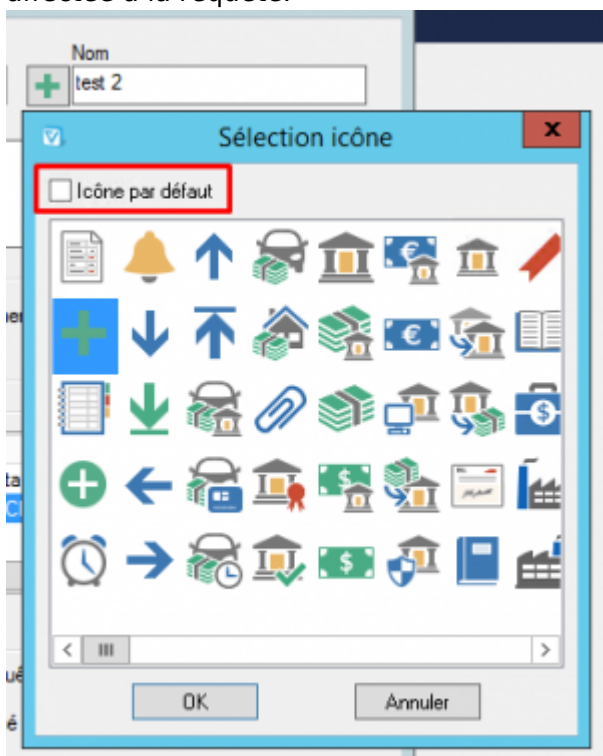 Nom
test 2
Sélection icône
Icône par défaut
OK
Annuler